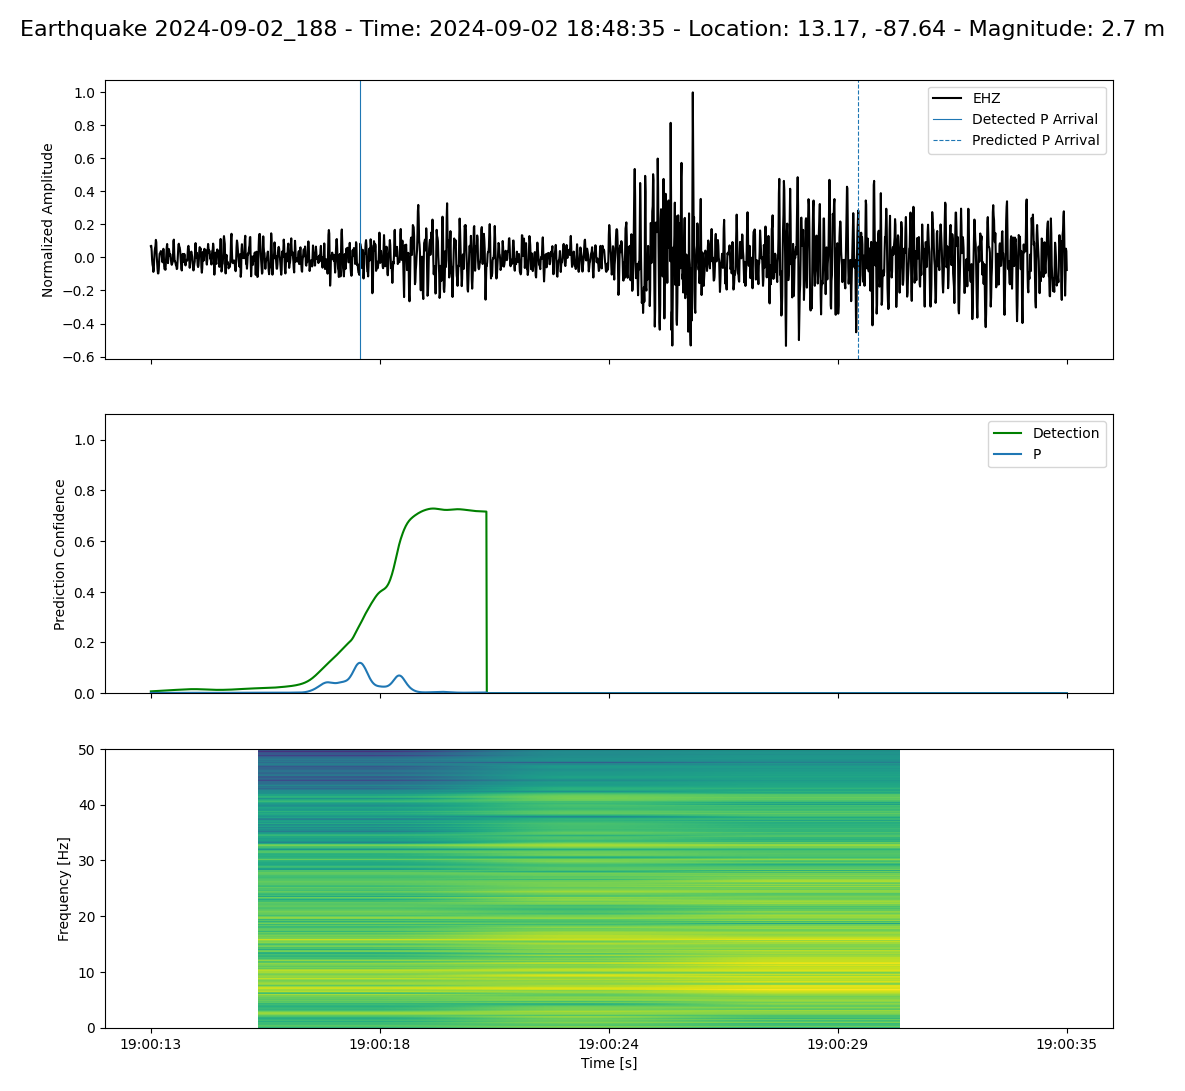 Earthquake 2024-09-02_188 - Time: 2024-09-02 18:48:35 - Location: 13.17, -87.64 - Magnitude: 2.7 m
Normalized Amplitude
1.0
0.8
0.6
0.4
0.2
0.0
−0.2
−0.4
−0.6
EHZ
Detected P Arrival
Predicted P Arrival
Prediction Confidence
1.0
0.8
0.6
0.4
0.2
0.0
Detection
P
Frequency [Hz]
50
40
30
20
10
0
19:00:13 19:00:18 19:00:24 19:00:29 19:00:35
Time [s]